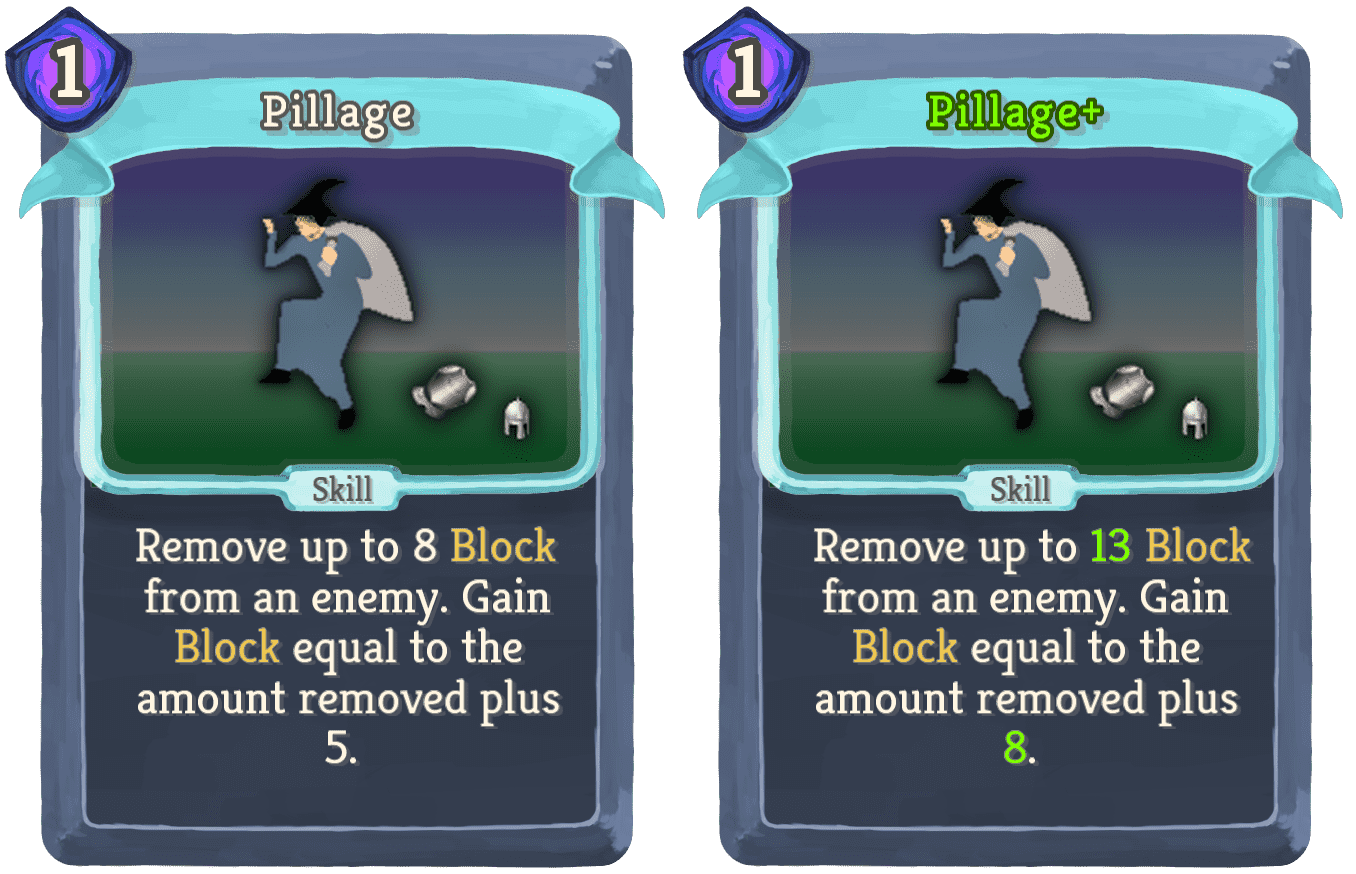 1
Pillage
Skill
Remove up to 8 Block
from an enemy. Gain
Block equal to the
amount removed plus
5.
1
Pillage+
Skill
Remove up to 13 Block
from an enemy. Gain
Block equal to the
amount removed plus
8.